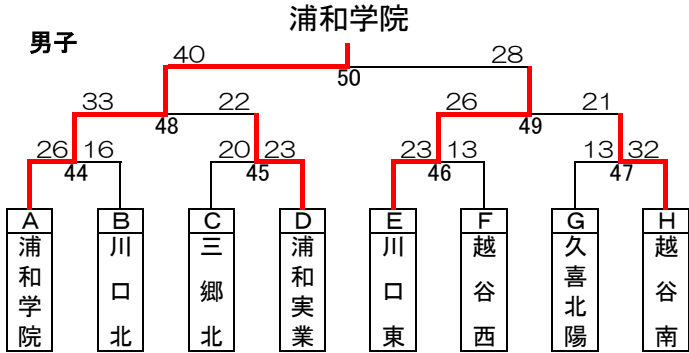 浦和学院
男子
40 28
50
33 22 26 21
48 49
26 16 20 23 23 13 13 32
44 45 46 47
A B C D E F G H
浦和学院
川口北
三郷北
浦和実業
川口東
越谷西
久喜北陽
越谷南